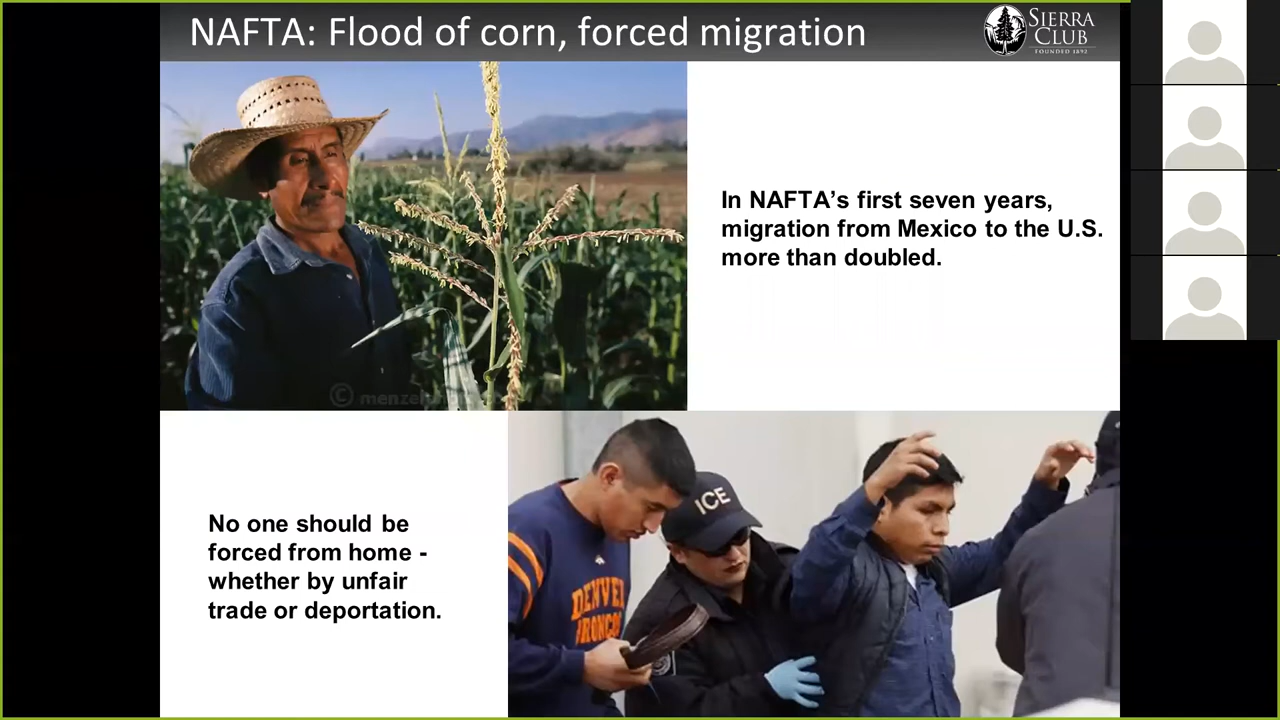 NAFTA: Flood of corn, forced migration
SIERRA
CLUB
FOUNDED 1892
In NAFTA’s first seven years,
migration from Mexico to the U.S.
more than doubled.
©
No one should be
forced from home -
whether by unfair
trade or deportation.
ICE
DENVER
BRONCOS